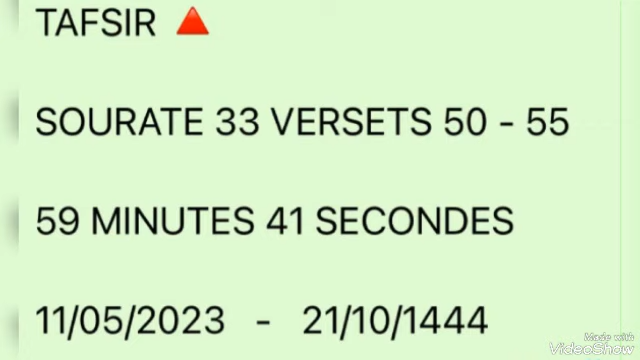 TAFSIR 🔺
SOURATE 33 VERSETS 50 - 55
59 MINUTES 41 SECONDES
11/05/2023 - 21/10/1444
Made with
VideoShow